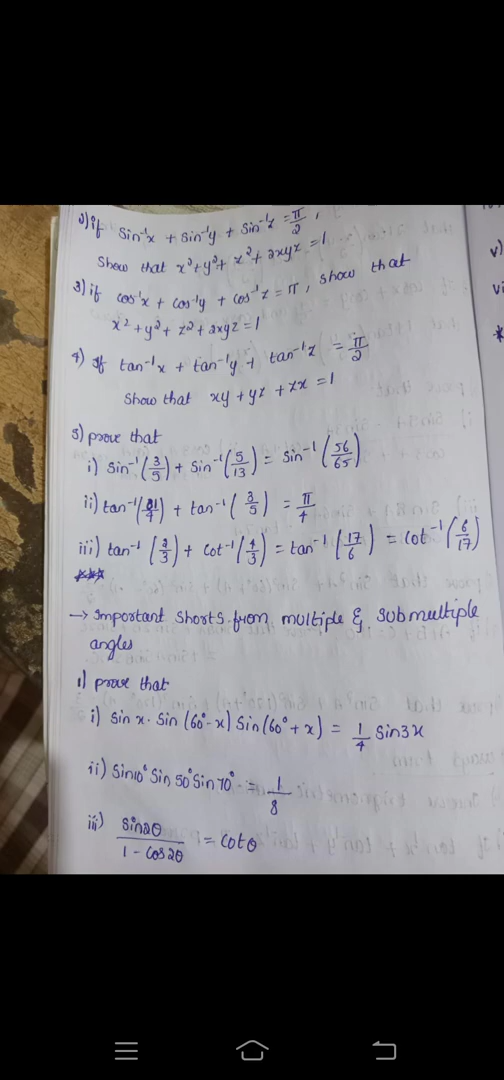 2) if sin⁻¹x + sin⁻¹y + sin⁻¹z = π/2,
Show that x²+y²+z²+2xyz = 1
3) if cos⁻¹x + cos⁻¹y + cos⁻¹z = π, show that
x²+y²+z²+2xyz=1
4) If tan⁻¹x + tan⁻¹y + tan⁻¹z = π/2
Show that xy + yz + zx = 1
5) prove that
i) sin⁻¹(3/5) + sin⁻¹(5/13) = sin⁻¹(56/65)
ii) tan⁻¹(1/4) + tan⁻¹(3/5) = π/4
iii) tan⁻¹(2/3) + cot⁻¹(4/3) = tan⁻¹(17/6) = cot⁻¹(6/17)
→ Important shorts from multiple & submultiple
angles
1) prove that
i) sin x. sin (60°-x) sin(60°+x) = 1/4 sin3x
ii) sin10° sin 50° sin 70° = 1/8
iii) sin2θ/1-cos2θ = cotθ
v)
vi